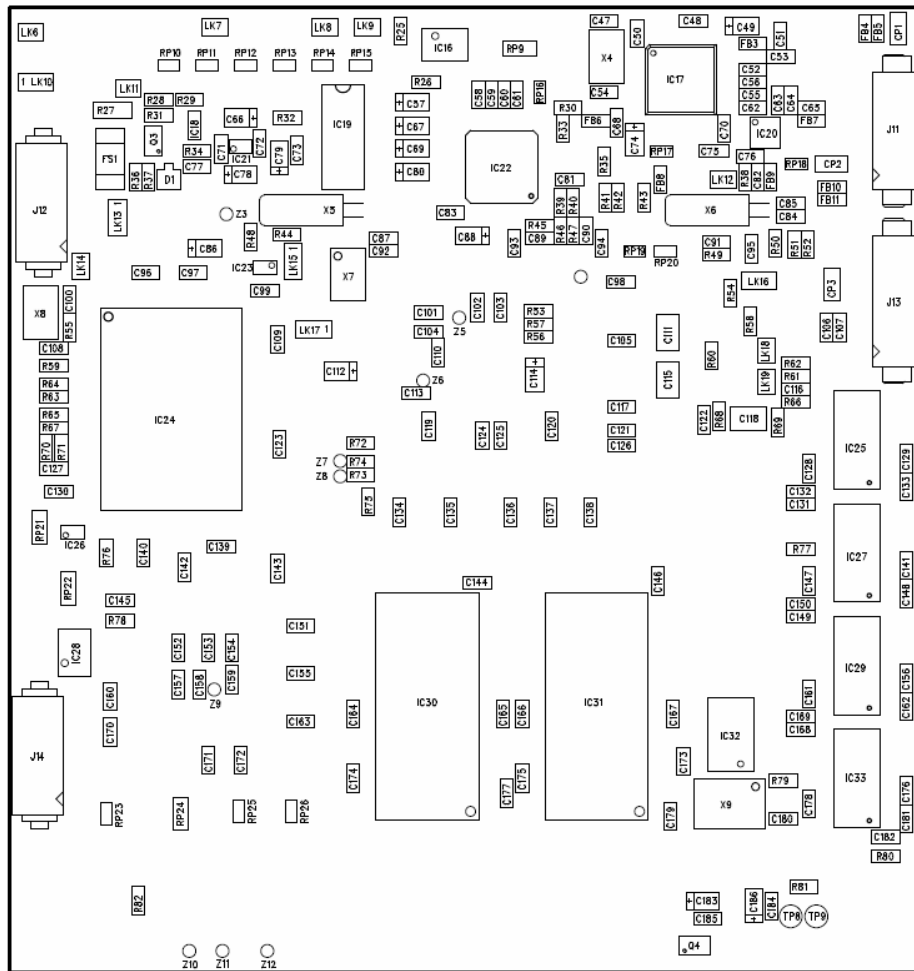 LK6 LK7 LK8 LK9 R25 C47 C48 C49 FB4 FB5 CP1
IC16 RP9 X4 C50 FB3 C51 C53
RP10 RP11 RP12 RP13 RP14 RP15
IC17 C52
1 LK10 LK11 R26 C54 C56
R28 R29 C57 C58 C59 C60 C61 RP16 C55 C62 C63 C64 C65
R27 R31 IC18 C66 R32 IC19 R30 FB6 C68 FB7 J11
Q3 C67 R33 C74 C70 IC20
FS1 R34 C71 IC21 C72 C79 C73 C69 IC22 R35 RP17 C75 C76
R36 R37 D1 C77 C78 C80 C81 FB8 LK12 R38 C82 FB9 RP18 CP2
J12 R39 R40 R41 R42 R43 FB10
LK13 1 Z3 X5 C83 X6 C85 FB11
C84
R48 R44 C87 C88 C93 R45 R46 R47 C90 C94
C86 C92 C89 RP19 RP20 C91 R49 C95 R50 R51 R52
LK14 C96 C97 IC23 LK15 1 X7 C98 R54 LK16 CP3 J13
X8 C100 C99 C102 C103
R55 C101 Z5 R53 C111 R58 C106 C107
C109 LK17 1 C104 R57
C108 C110 R56 C105 R60 LK18
R59 C112 Z6 C114 C115 LK19 R62
R64 C113 R61
R63 C116
C117 R66
R65 IC24 C119 C120 C122 R68 C118 R69 IC25
R67 C123 C124 C125 C121
R70 R71 R72 C126 C128 C129
C127 Z7 R74
Z8 R73 C133
C130 R75 C132
C134 C135 C136 C137 C138 C131
RP21 IC26
R76 C140 C139 R77 IC27
C142 C143 C141
RP22 C144 C146 C147 C148
C145 C150
R78 C149
C151
IC28 C152 C153 C154 IC29
C155 C156
C157 C158 C159 Z9 C161
C160 C162
IC30 IC31
C170 C163 C164 C165 C166 C167 C169
C168
J14 C171 C172 IC32 IC33
C174 C175 C173 R79 C176
C177 X9 C178
RP23 RP24 RP25 RP26 C179 C180 C181
C182
R80
R82 C183 C186 C184 R81
C185 TP8 TP9
Q4
Z10 Z11 Z12